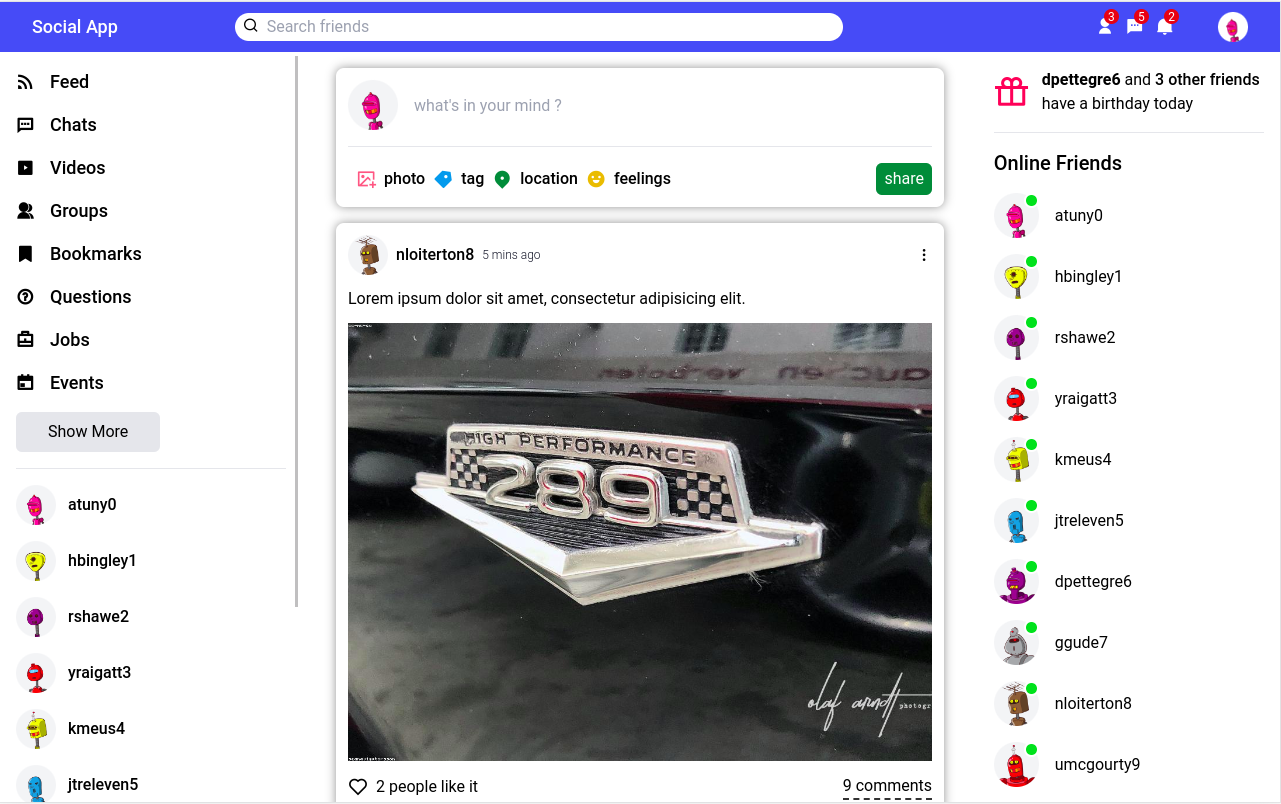 Social App
Search friends
3
5
2
Feed
Chats
Videos
Groups
Bookmarks
Questions
Jobs
Events
Show More
atuny0
hbingley1
rshawe2
yraigatt3
kmeus4
jtreleven5
what's in your mind ?
photo
tag
location
feelings
share
nloiterton8 5 mins ago
Lorem ipsum dolor sit amet, consectetur adipisicing elit.
HIGH PERFORMANCE
289
olaf arndt
photogr
2 people like it
9 comments
dpettegre6 and 3 other friends
have a birthday today
Online Friends
atuny0
hbingley1
rshawe2
yraigatt3
kmeus4
jtreleven5
dpettegre6
ggude7
nloiterton8
umcgourty9